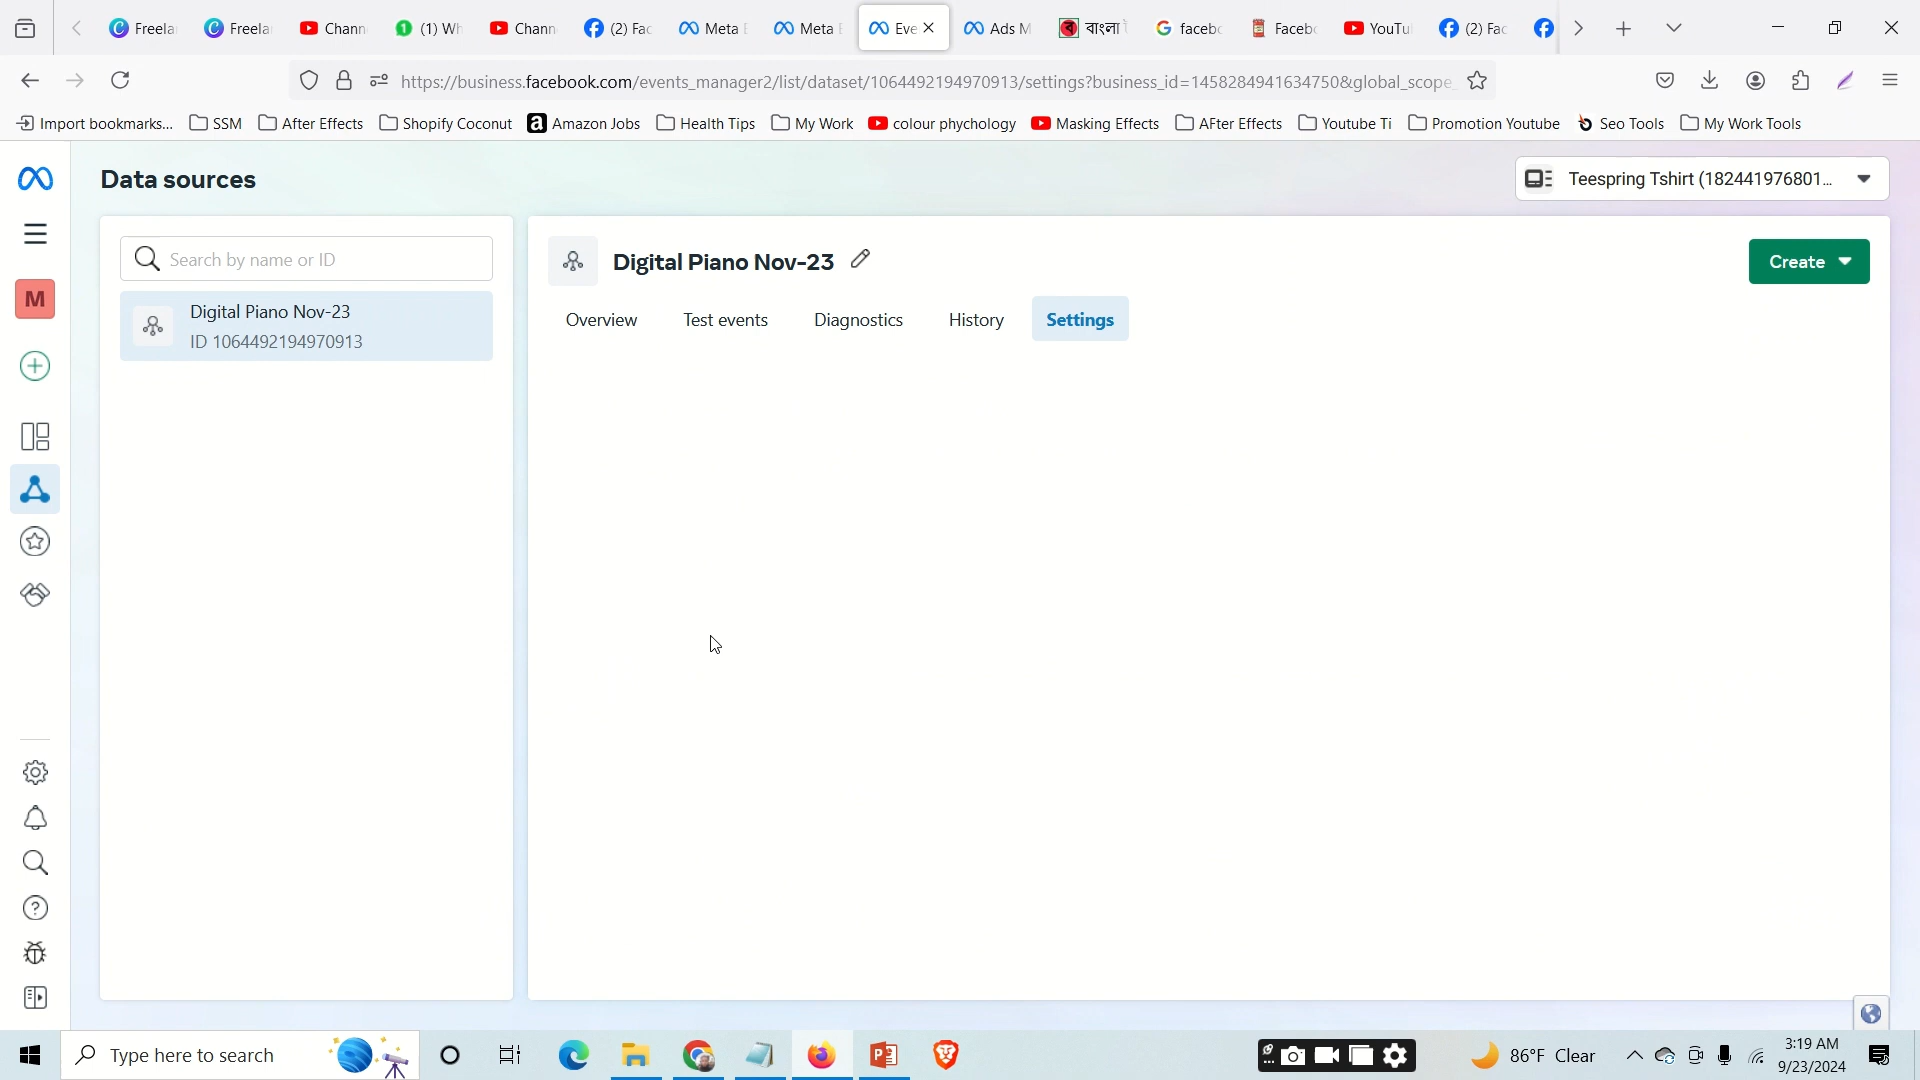 Freela
Freela
Chann
(1) Wh
Chann
(2) Fac
Meta
Meta
Eve
Ads M
বাংলা
facebo
Facebo
YouTu
(2) Fac
https://business.facebook.com/events_manager2/list/dataset/1064492194970913/settings?business_id=1458284941634750&global_scope
Import bookmarks...
SSM
After Effects
Shopify Coconut
Amazon Jobs
Health Tips
My Work
colour phychology
Masking Effects
AFter Effects
Youtube Ti
Promotion Youtube
Seo Tools
My Work Tools
Data sources
Teespring Tshirt (182441976801...
M
Search by name or ID
Digital Piano Nov-23
ID 1064492194970913
Digital Piano Nov-23
Create
Overview
Test events
Diagnostics
History
Settings
Type here to search
86°F Clear
3:19 AM
9/23/2024